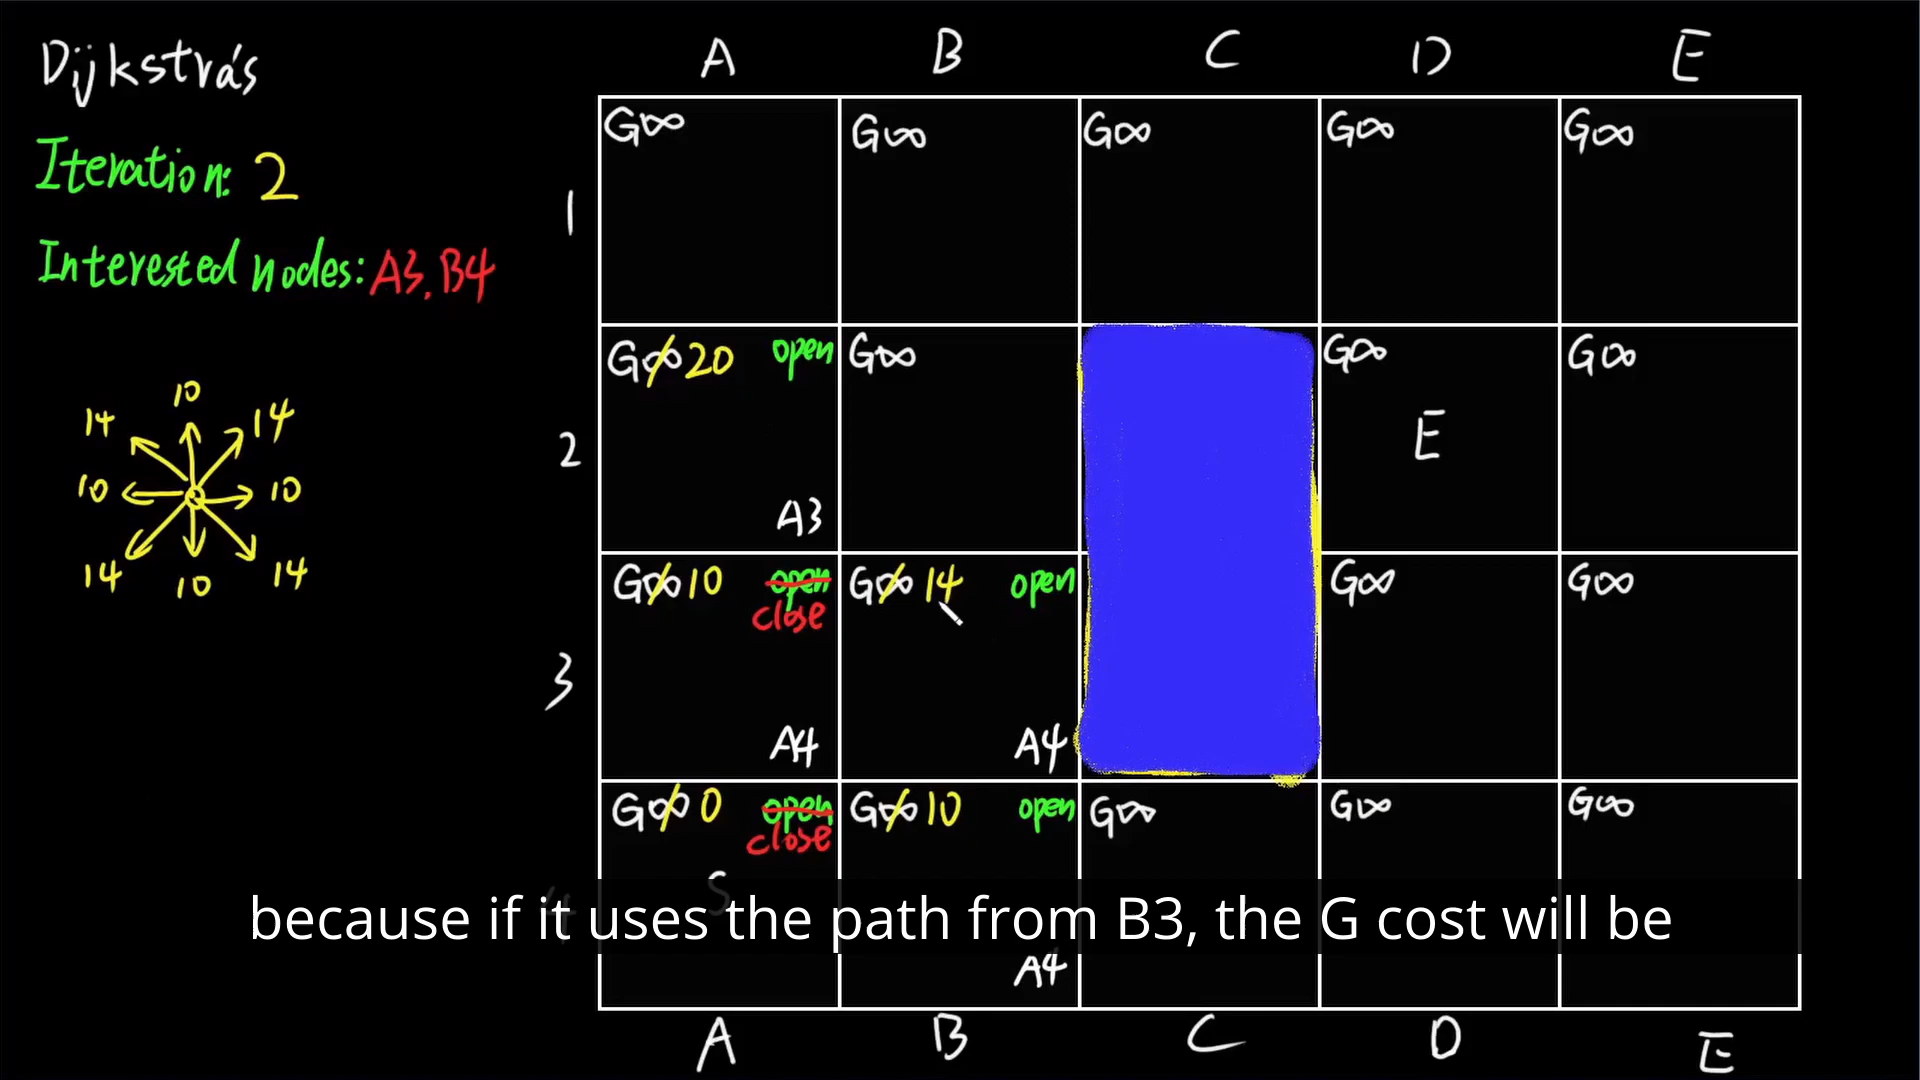 Dijkstra's
Iteration: 2
Interested nodes: A3, B4
10
14 14
10 10
14 10 14
A B C D E
1
G∞ G∞ G∞ G∞ G∞
2
G∞ 20 open G∞ G∞ G∞
E
A3
3
G∞ 10 open G∞ 14 open G∞ G∞
close
A4 A4
G∞ 0 open G∞ 10 open G∞ G∞ G∞
close
S
because if it uses the path from B3, the G cost will be
A4
A B C D E